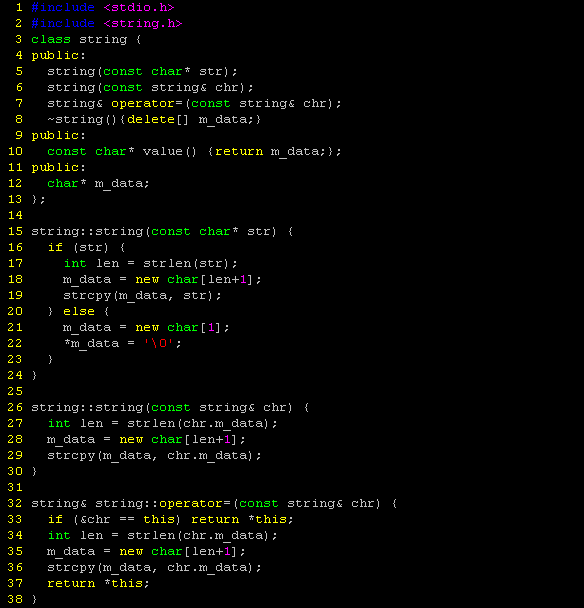 1 #include <stdio.h>
2 #include <string.h>
3 class string {
4 public:
5   string(const char* str);
6   string(const string& chr);
7   string& operator=(const string& chr);
8   ~string(){delete[] m_data;}
9 public:
10   const char* value() {return m_data;};
11 public:
12   char* m_data;
13 };
14
15 string::string(const char* str) {
16   if (str) {
17     int len = strlen(str);
18     m_data = new char[len+1];
19     strcpy(m_data, str);
20   } else {
21     m_data = new char[1];
22     *m_data = '\0';
23   }
24 }
25
26 string::string(const string& chr) {
27   int len = strlen(chr.m_data);
28   m_data = new char[len+1];
29   strcpy(m_data, chr.m_data);
30 }
31
32 string& string::operator=(const string& chr) {
33   if (&chr == this) return *this;
34   int len = strlen(chr.m_data);
35   m_data = new char[len+1];
36   strcpy(m_data, chr.m_data);
37   return *this;
38 }